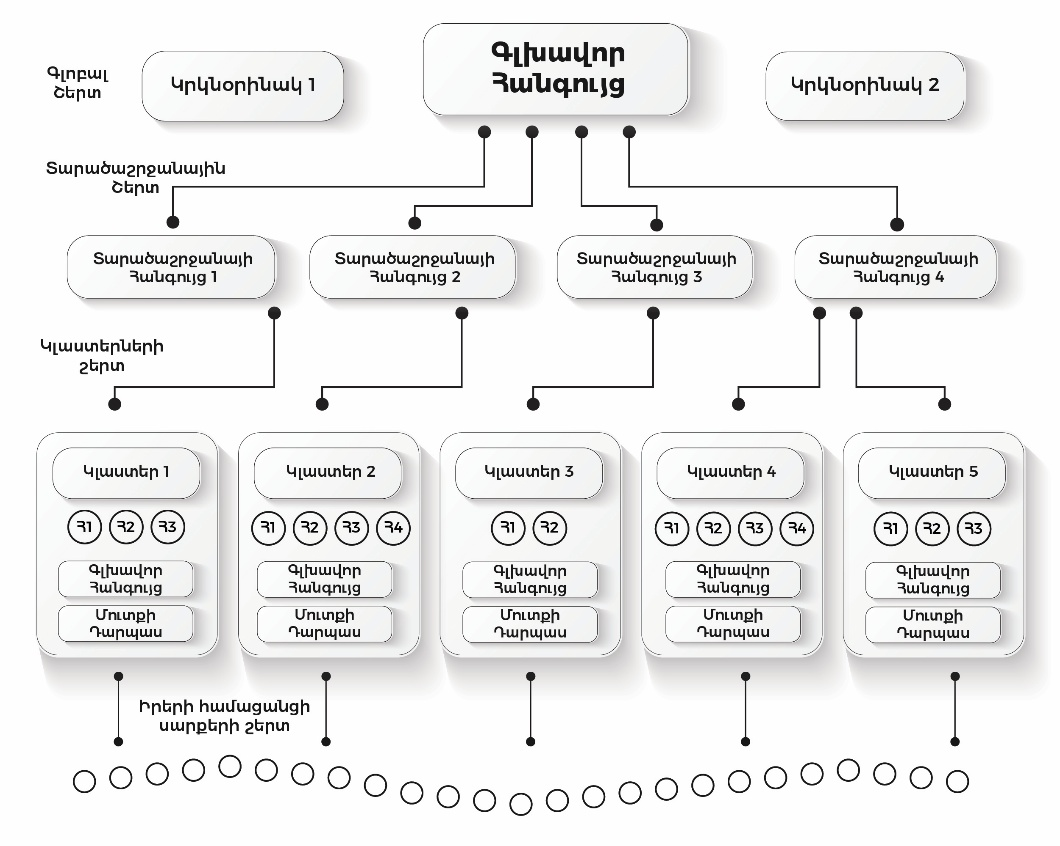 Գլոբալ
Շերտ
Կրկնօրինակ 1
Գլխավոր
Հանգույց
Կրկնօրինակ 2
Տարածաշրջանային
Շերտ
Տարածաշրջանայի
Հանգույց 1
Տարածաշրջանայի
Հանգույց 2
Տարածաշրջանայի
Հանգույց 3
Տարածաշրջանայի
Հանգույց 4
Կլաստերների
շերտ
Կլաստեր 1
Հ1 Հ2 Հ3
Գլխավոր
Հանգույց
Մուտքի
Դարպաս
Կլաստեր 2
Հ1 Հ2 Հ3 Հ4
Գլխավոր
Հանգույց
Մուտքի
Դարպաս
Կլաստեր 3
Հ1 Հ2
Գլխավոր
Հանգույց
Մուտքի
Դարպաս
Կլաստեր 4
Հ1 Հ2 Հ3 Հ4
Գլխավոր
Հանգույց
Մուտքի
Դարպաս
Կլաստեր 5
Հ1 Հ2 Հ3
Գլխավոր
Հանգույց
Մուտքի
Դարպաս
Իրերի համացանցի
սարքերի շերտ